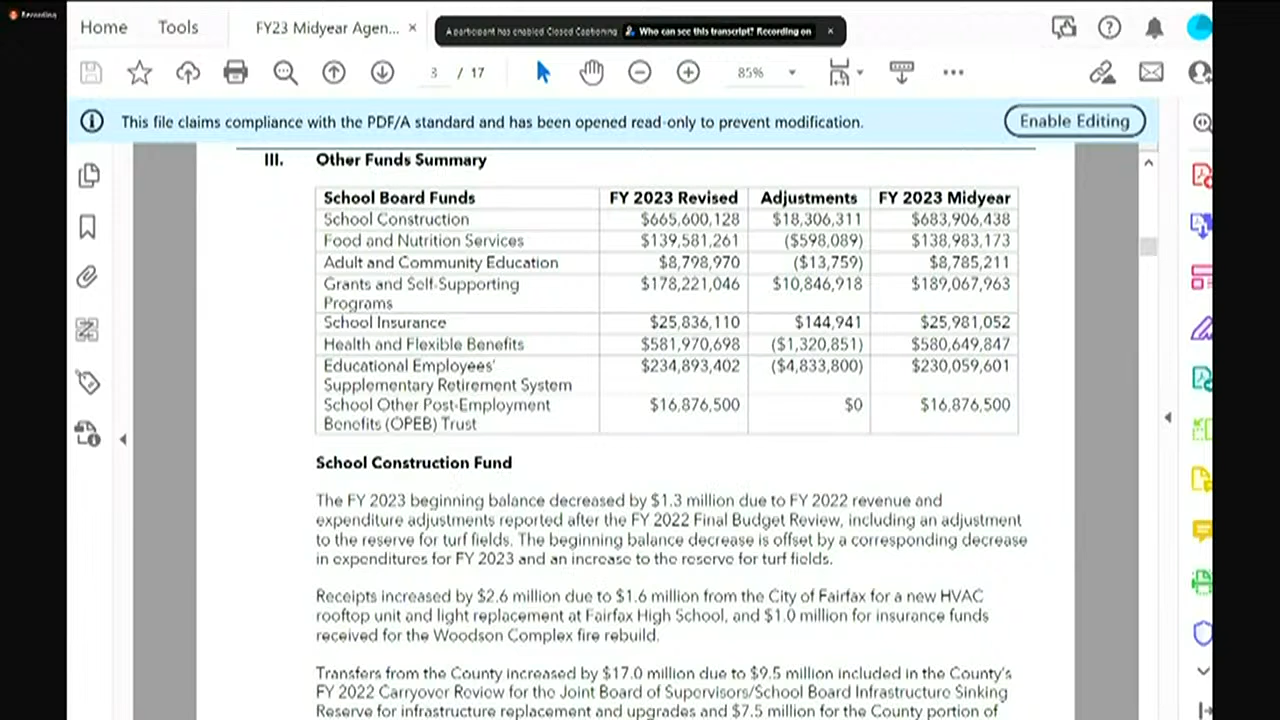 Recording
Home Tools FY23 Midyear Agen... ×
A participant has enabled Closed Captioning Who can see this transcript? Recording on ×
3 / 17 85%
This file claims compliance with the PDF/A standard and has been opened read-only to prevent modification. Enable Editing
III. Other Funds Summary
School Board Funds FY 2023 Revised Adjustments FY 2023 Midyear
School Construction $665,600,128 $18,306,311 $683,906,438
Food and Nutrition Services $139,581,261 ($598,089) $138,983,173
Adult and Community Education $8,798,970 ($13,759) $8,785,211
Grants and Self-Supporting $178,221,046 $10,846,918 $189,067,963
Programs
School Insurance $25,836,110 $144,941 $25,981,052
Health and Flexible Benefits $581,970,698 ($1,320,851) $580,649,847
Educational Employees' $234,893,402 ($4,833,800) $230,059,601
Supplementary Retirement System
School Other Post-Employment $16,876,500 $0 $16,876,500
Benefits (OPEB) Trust
School Construction Fund
The FY 2023 beginning balance decreased by $1.3 million due to FY 2022 revenue and
expenditure adjustments reported after the FY 2022 Final Budget Review, including an adjustment
to the reserve for turf fields. The beginning balance decrease is offset by a corresponding decrease
in expenditures for FY 2023 and an increase to the reserve for turf fields.
Receipts increased by $2.6 million due to $1.6 million from the City of Fairfax for a new HVAC
rooftop unit and light replacement at Fairfax High School, and $1.0 million for insurance funds
received for the Woodson Complex fire rebuild.
Transfers from the County increased by $17.0 million due to $9.5 million included in the County's
FY 2022 Carryover Review for the Joint Board of Supervisors/School Board Infrastructure Sinking
Reserve for infrastructure replacement and upgrades and $7.5 million for the County portion of